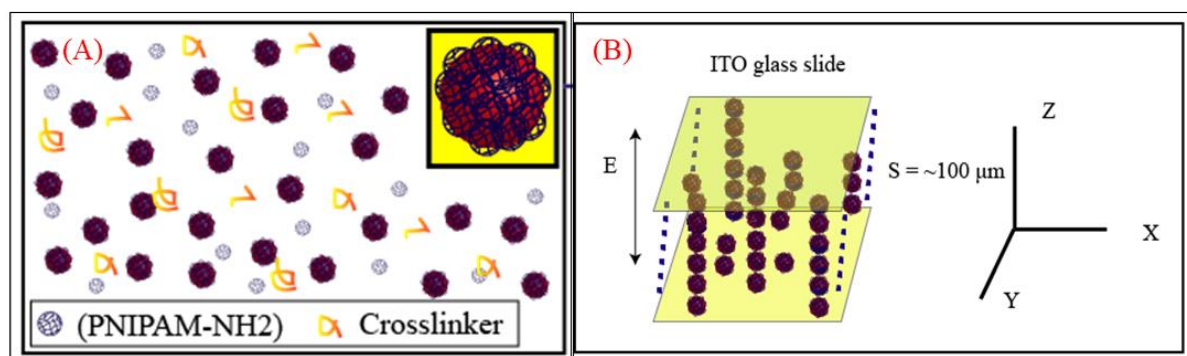 (A)
(PNIPAM-NH2) Crosslinker
(B)
ITO glass slide
E
S = ~100 μm
Z
X
Y